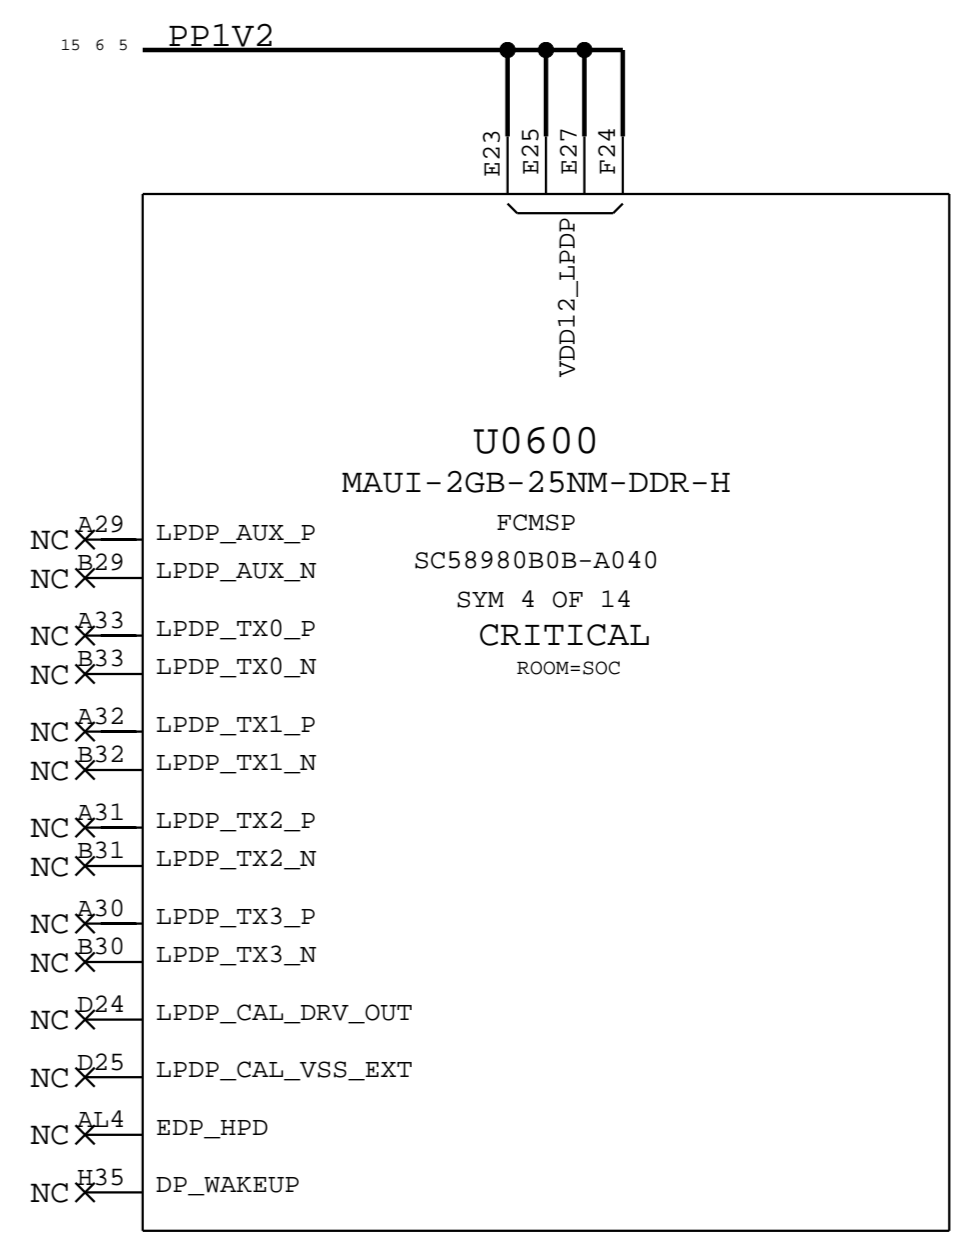 15 6 5 PP1V2
E23 E25 E27 F24
VDD12_LPDP
U0600
MAUI-2GB-25NM-DDR-H
FCMSP
SC58980B0B-A040
SYM 4 OF 14
CRITICAL
ROOM=SOC
NC A29 LPDP_AUX_P
NC B29 LPDP_AUX_N
NC A33 LPDP_TX0_P
NC B33 LPDP_TX0_N
NC A32 LPDP_TX1_P
NC B32 LPDP_TX1_N
NC A31 LPDP_TX2_P
NC B31 LPDP_TX2_N
NC A30 LPDP_TX3_P
NC B30 LPDP_TX3_N
NC D24 LPDP_CAL_DRV_OUT
NC D25 LPDP_CAL_VSS_EXT
NC AL4 EDP_HPD
NC H35 DP_WAKEUP